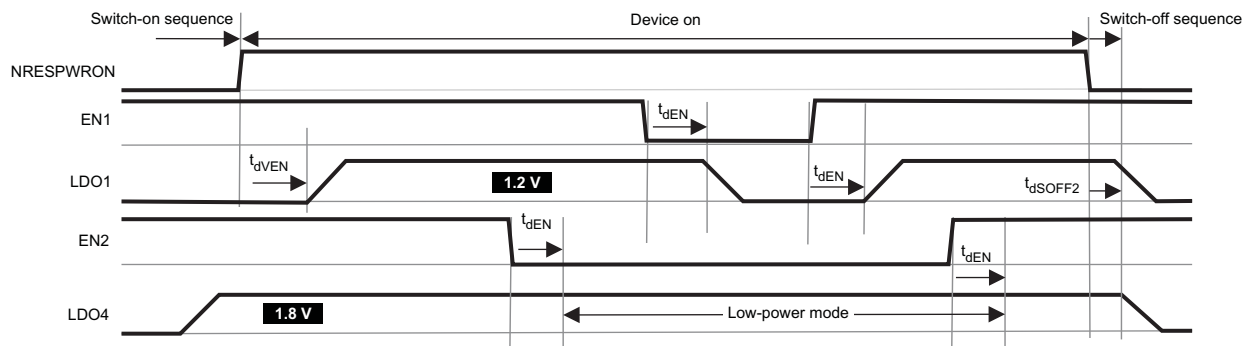 Switch-on sequence
Device on
Switch-off sequence
NRESPWRON
EN1
tdEN
tdVEN
LDO1
1.2 V
tdEN
tdSOFF2
EN2
tdEN
tdEN
LDO4
1.8 V
Low-power mode